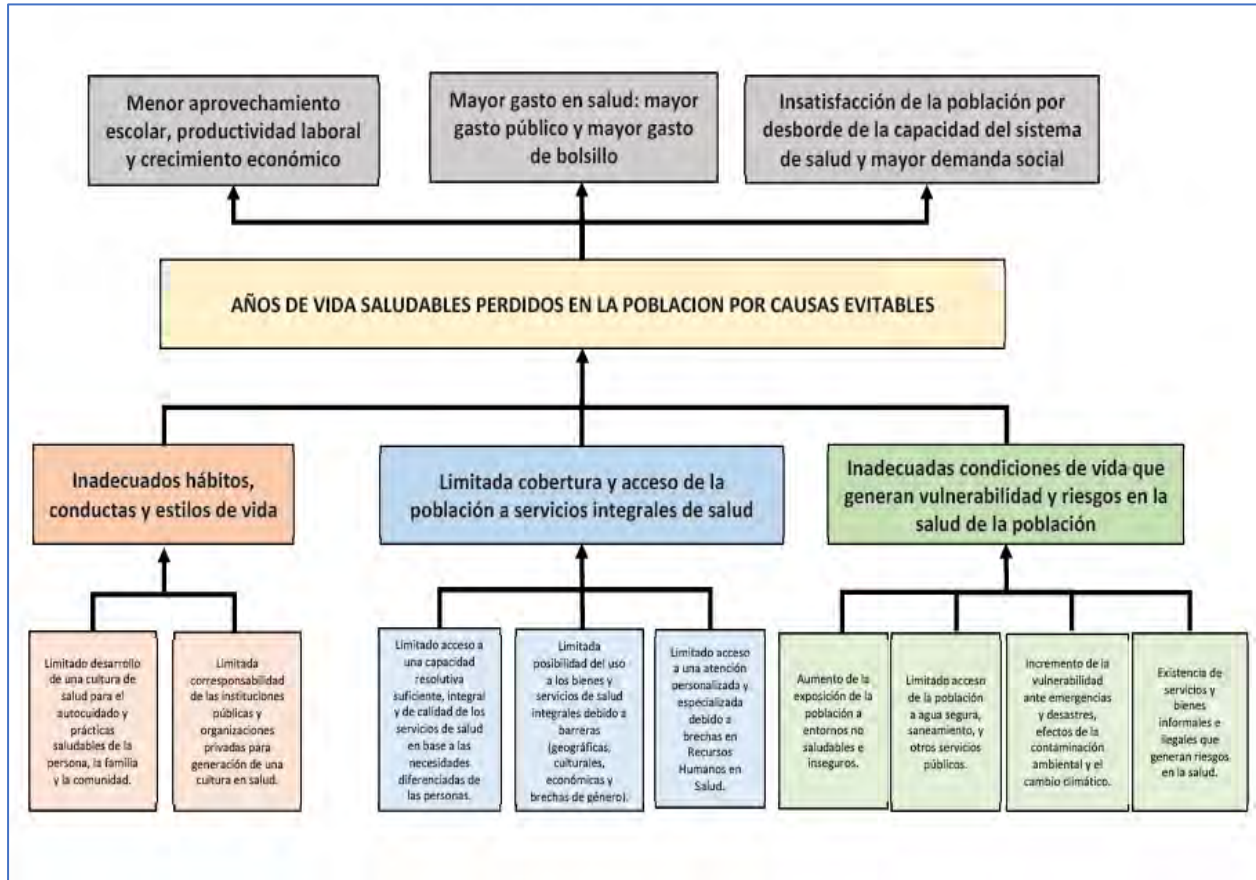 Menor aprovechamiento
escolar, productividad laboral
y crecimiento económico
Mayor gasto en salud: mayor
gasto público y mayor gasto
de bolsillo
Insatisfacción de la población por
desborde de la capacidad del sistema
de salud y mayor demanda social
AÑOS DE VIDA SALUDABLES PERDIDOS EN LA POBLACION POR CAUSAS EVITABLES
Inadecuados hábitos,
conductas y estilos de vida
Limitada cobertura y acceso de la
población a servicios integrales de salud
Inadecuadas condiciones de vida que
generan vulnerabilidad y riesgos en la
salud de la población
Limitado desarrollo
de una cultura de
salud para el
autocuidado y
prácticas
saludables de la
persona, la familia
y la comunidad.
Limitada
corresponsabilidad
de las instituciones
públicas y
organizaciones
privadas para
generación de una
cultura en salud.
Limitado acceso a
una capacidad
resolutiva
suficiente, integral
y de calidad de los
servicios de salud
en base a las
necesidades
diferenciadas de
las personas.
Limitada
posibilidad del uso
a los bienes y
servicios de salud
integrales debido a
barreras
(geográficas,
culturales,
económicas y
brechas de género).
Limitado acceso
a una atención
personalizada y
especializada
debido a
brechas en
Recursos
Humanos en
Salud.
Aumento de la
exposición de la
población a
entornos no
saludables e
inseguros.
Limitado acceso
de la población
a agua segura,
saneamiento, y
otros servicios
públicos.
Incremento de la
vulnerabilidad
ante emergencias
y desastres,
efectos de la
contaminación
ambiental y el
cambio climático.
Existencia de
servicios y
bienes
informales e
ilegales que
generan riesgos
en la salud.